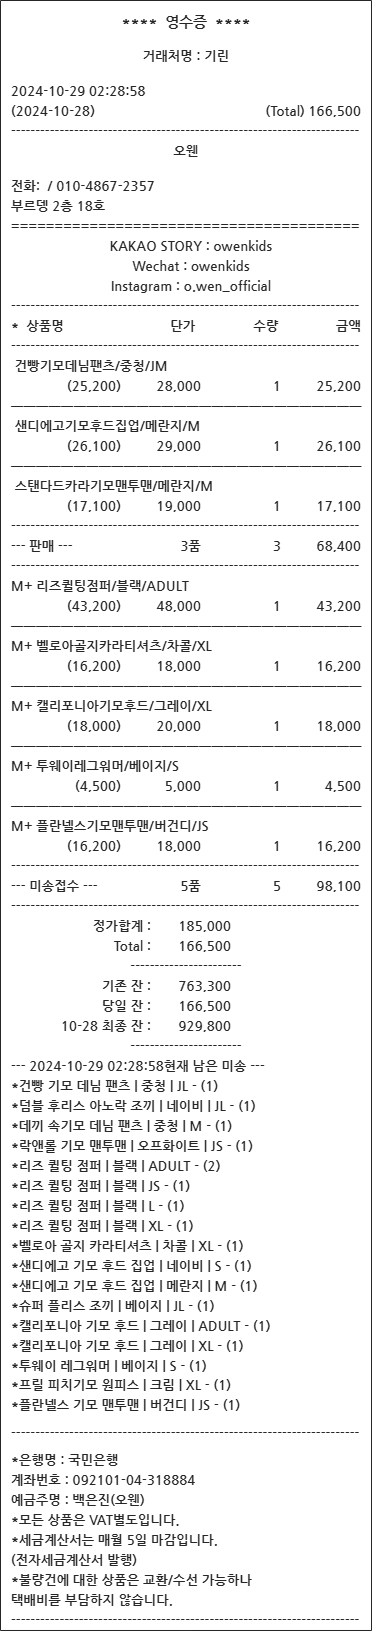 **** 영수증 ****
거래처명 : 기린
2024-10-29 02:28:58
(2024-10-28) (Total) 166,500
오웬
전화: / 010-4867-2357
부르뎅 2층 18호
KAKAO STORY : owenkids
Wechat : owenkids
Instagram : o.wen_official
* 상품명 단가 수량 금액
건빵기모데님팬츠/중청/JM
(25,200) 28,000 1 25,200
샌디에고기모후드집업/메란지/M
(26,100) 29,000 1 26,100
스탠다드카라기모맨투맨/메란지/M
(17,100) 19,000 1 17,100
--- 판매 --- 3품 3 68,400
M+ 리즈퀼팅점퍼/블랙/ADULT
(43,200) 48,000 1 43,200
M+ 벨로아골지카라티셔츠/차콜/XL
(16,200) 18,000 1 16,200
M+ 캘리포니아기모후드/그레이/XL
(18,000) 20,000 1 18,000
M+ 투웨이레그워머/베이지/S
(4,500) 5,000 1 4,500
M+ 플란넬스기모맨투맨/버건디/JS
(16,200) 18,000 1 16,200
--- 미송접수 --- 5품 5 98,100
정가합계 : 185,000
Total : 166,500
기존 잔 : 763,300
당일 잔 : 166,500
10-28 최종 잔 : 929,800
--- 2024-10-29 02:28:58현재 남은 미송 ---
*건빵 기모 데님 팬츠 | 중청 | JL - (1)
*덤블 후리스 아노락 조끼 | 네이비 | JL - (1)
*데끼 속기모 데님 팬츠 | 중청 | M - (1)
*락앤롤 기모 맨투맨 | 오프화이트 | JS - (1)
*리즈 퀼팅 점퍼 | 블랙 | ADULT - (2)
*리즈 퀼팅 점퍼 | 블랙 | JS - (1)
*리즈 퀼팅 점퍼 | 블랙 | L - (1)
*리즈 퀼팅 점퍼 | 블랙 | XL - (1)
*벨로아 골지 카라티셔츠 | 차콜 | XL - (1)
*샌디에고 기모 후드 집업 | 네이비 | S - (1)
*샌디에고 기모 후드 집업 | 메란지 | M - (1)
*슈퍼 플리스 조끼 | 베이지 | JL - (1)
*캘리포니아 기모 후드 | 그레이 | ADULT - (1)
*캘리포니아 기모 후드 | 그레이 | XL - (1)
*투웨이 레그워머 | 베이지 | S - (1)
*프릴 피치기모 원피스 | 크림 | XL - (1)
*플란넬스 기모 맨투맨 | 버건디 | JS - (1)
*은행명 : 국민은행
계좌번호 : 092101-04-318884
예금주명 : 백은진(오웬)
*모든 상품은 VAT별도입니다.
*세금계산서는 매월 5일 마감입니다.
(전자세금계산서 발행)
*불량건에 대한 상품은 교환/수선 가능하나
택배비를 부담하지 않습니다.